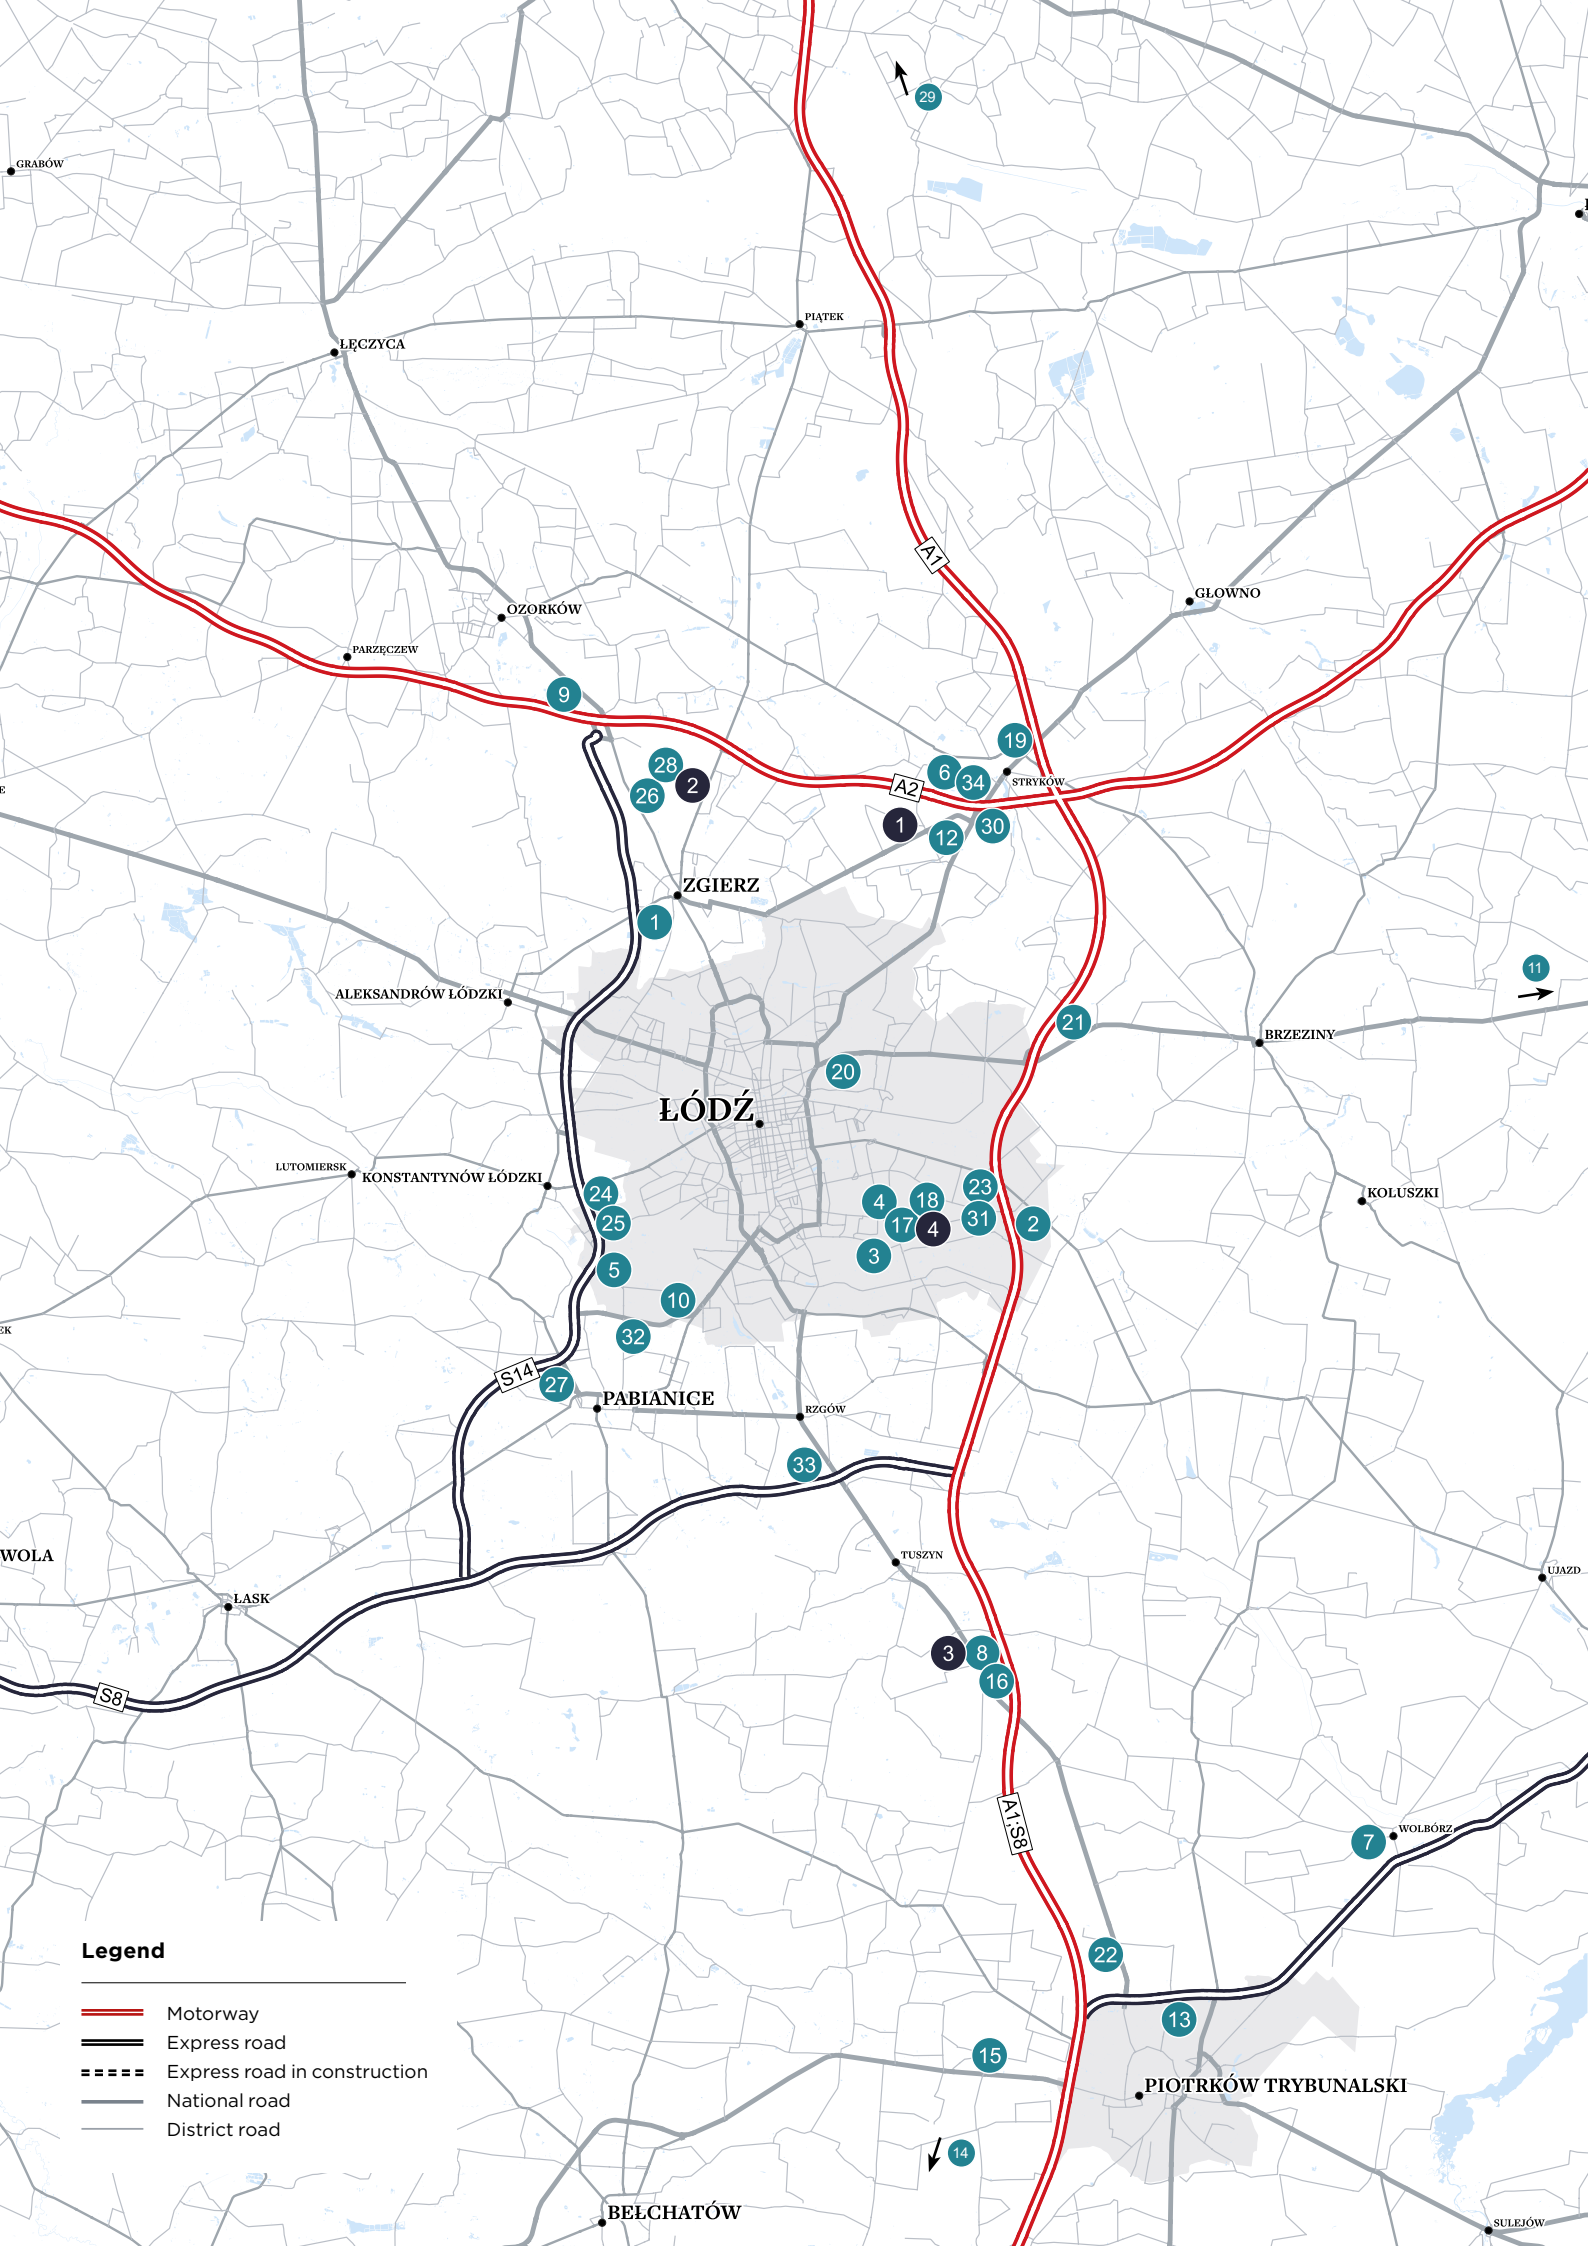 29
GRABÓW
PIĄTEK
ŁĘCZYCA
A1
GŁOWNO
OZORKÓW
PARZĘCZEW
9
19
28
6
34
STRYKÓW
2
26
A2
1
12
30
ZGIERZ
1
11
ALEKSANDRÓW ŁÓDZKI
21
BRZEZINY
20
ŁÓDŹ
LUTOMIERSK
KONSTANTYNÓW ŁÓDZKI
24
23
KOLUSZKI
4
18
25
17
4
31
2
3
5
10
32
S14
27
PABIANICE
RZGÓW
33
WOLA
TUSZYN
UJAZD
ŁASK
3
8
16
S8
A1;S8
7
WOLBÓRZ
22
13
15
PIOTRKÓW TRYBUNALSKI
14
BEŁCHATÓW
SULEJÓW
Legend
Motorway
Express road
Express road in construction
National road
District road